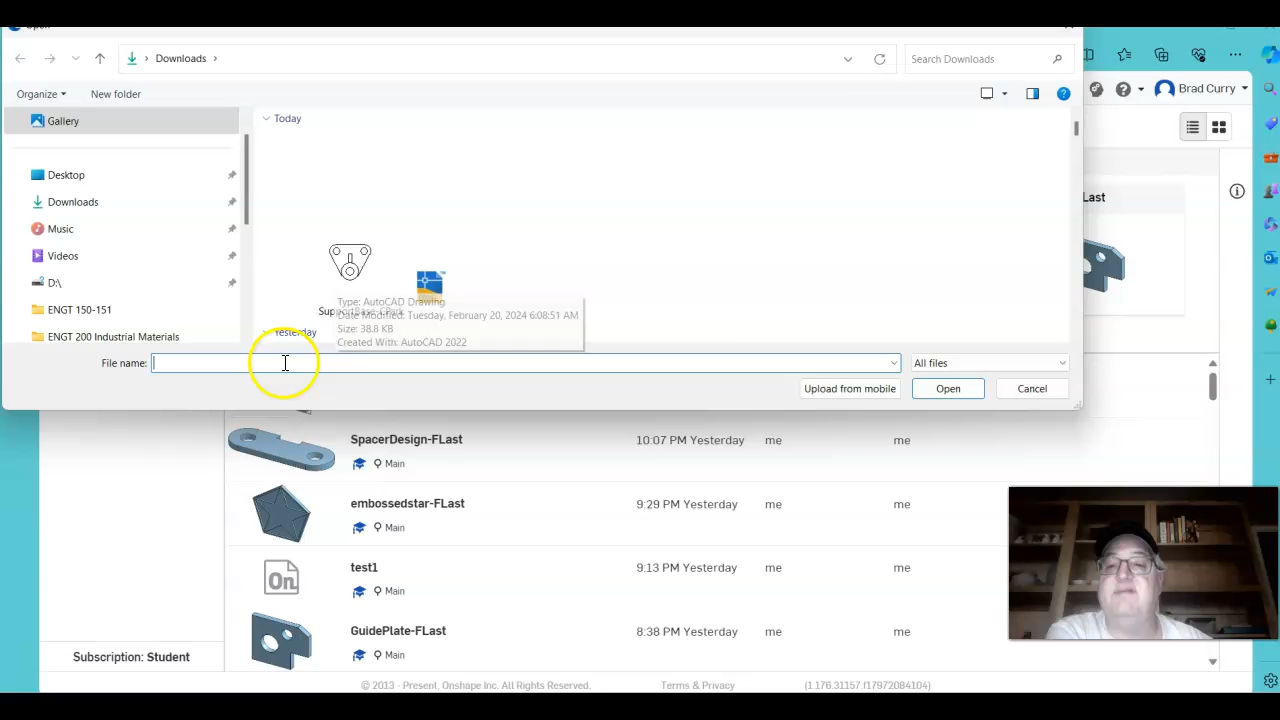 Downloads
Search Downloads
Organize
New folder
Brad Curry
Gallery
Today
Desktop
Downloads
Last
Music
Videos
D:\
Type: AutoCAD Drawing
ENGT 150-151
Date Modified: Tuesday, February 20, 2024 6:08:51 AM
Size: 38.8 KB
Yesterday
ENGT 200 Industrial Materials
Created With: AutoCAD 2022
File name:
All files
Upload from mobile
Open
Cancel
SpacerDesign-FLast
10:07 PM Yesterday
me
me
Main
embossedstar-FLast
9:29 PM Yesterday
me
me
Main
test1
9:13 PM Yesterday
me
me
On
Main
GuidePlate-FLast
8:38 PM Yesterday
me
me
Main
Subscription: Student
© 2013 - Present, Onshape Inc. All Rights Reserved.
Terms & Privacy
(1.176.31157.f17972084104)